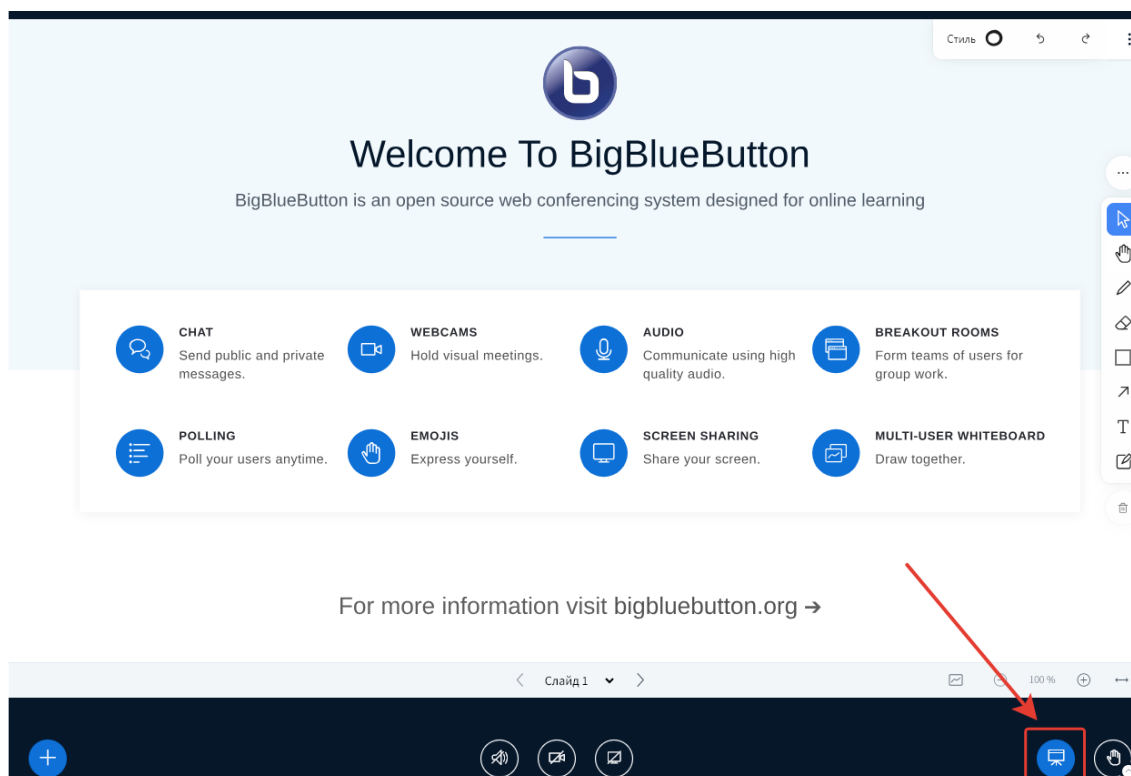 Стиль
Welcome To BigBlueButton
BigBlueButton is an open source web conferencing system designed for online learning
CHAT
Send public and private
messages.
WEBCAMS
Hold visual meetings.
AUDIO
Communicate using high
quality audio.
BREAKOUT ROOMS
Form teams of users for
group work.
POLLING
Poll your users anytime.
EMOJIS
Express yourself.
SCREEN SHARING
Share your screen.
MULTI-USER WHITEBOARD
Draw together.
For more information visit bigbluebutton.org ➔
Слайд 1
100 %